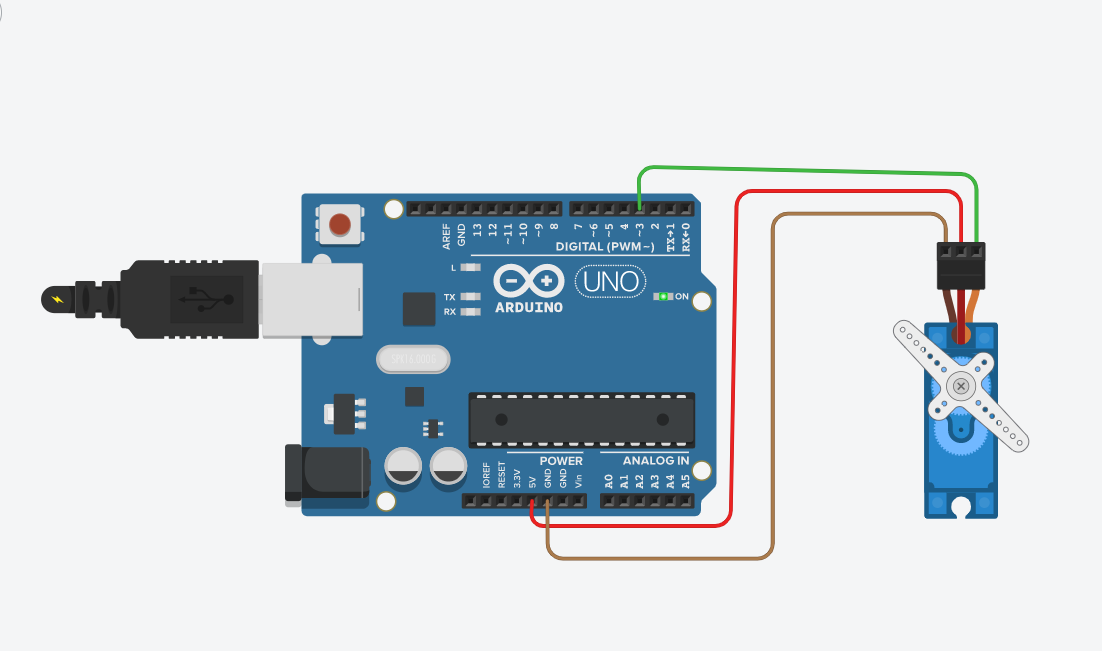 AREF
GND
13
12
~11
~10
~9
8
7
~6
~5
4
~3
2
TX→1
RX←0
DIGITAL (PWM~)
L
TX
RX
UNO
ON
ARDUINO
POWER
ANALOG IN
IOREF
RESET
3.3V
5V
GND
GND
Vin
A0
A1
A2
A3
A4
A5